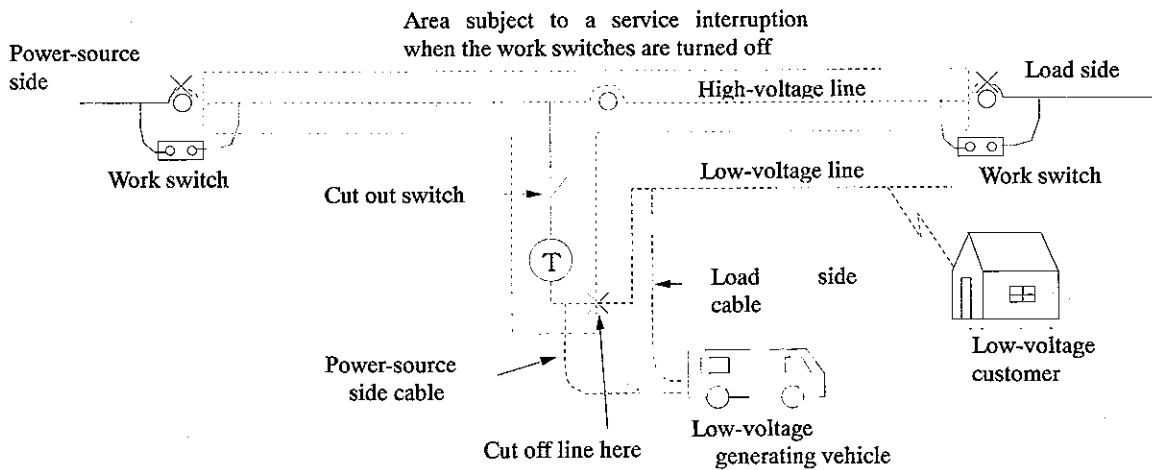 Area subject to a service interruption
when the work switches are turned off
Power-source
side
Load side
High-voltage line
Work switch
Low-voltage line
Work switch
Cut out switch
T
Load side
cable
Power-source
side cable
Low-voltage
customer
Cut off line here
Low-voltage
generating vehicle